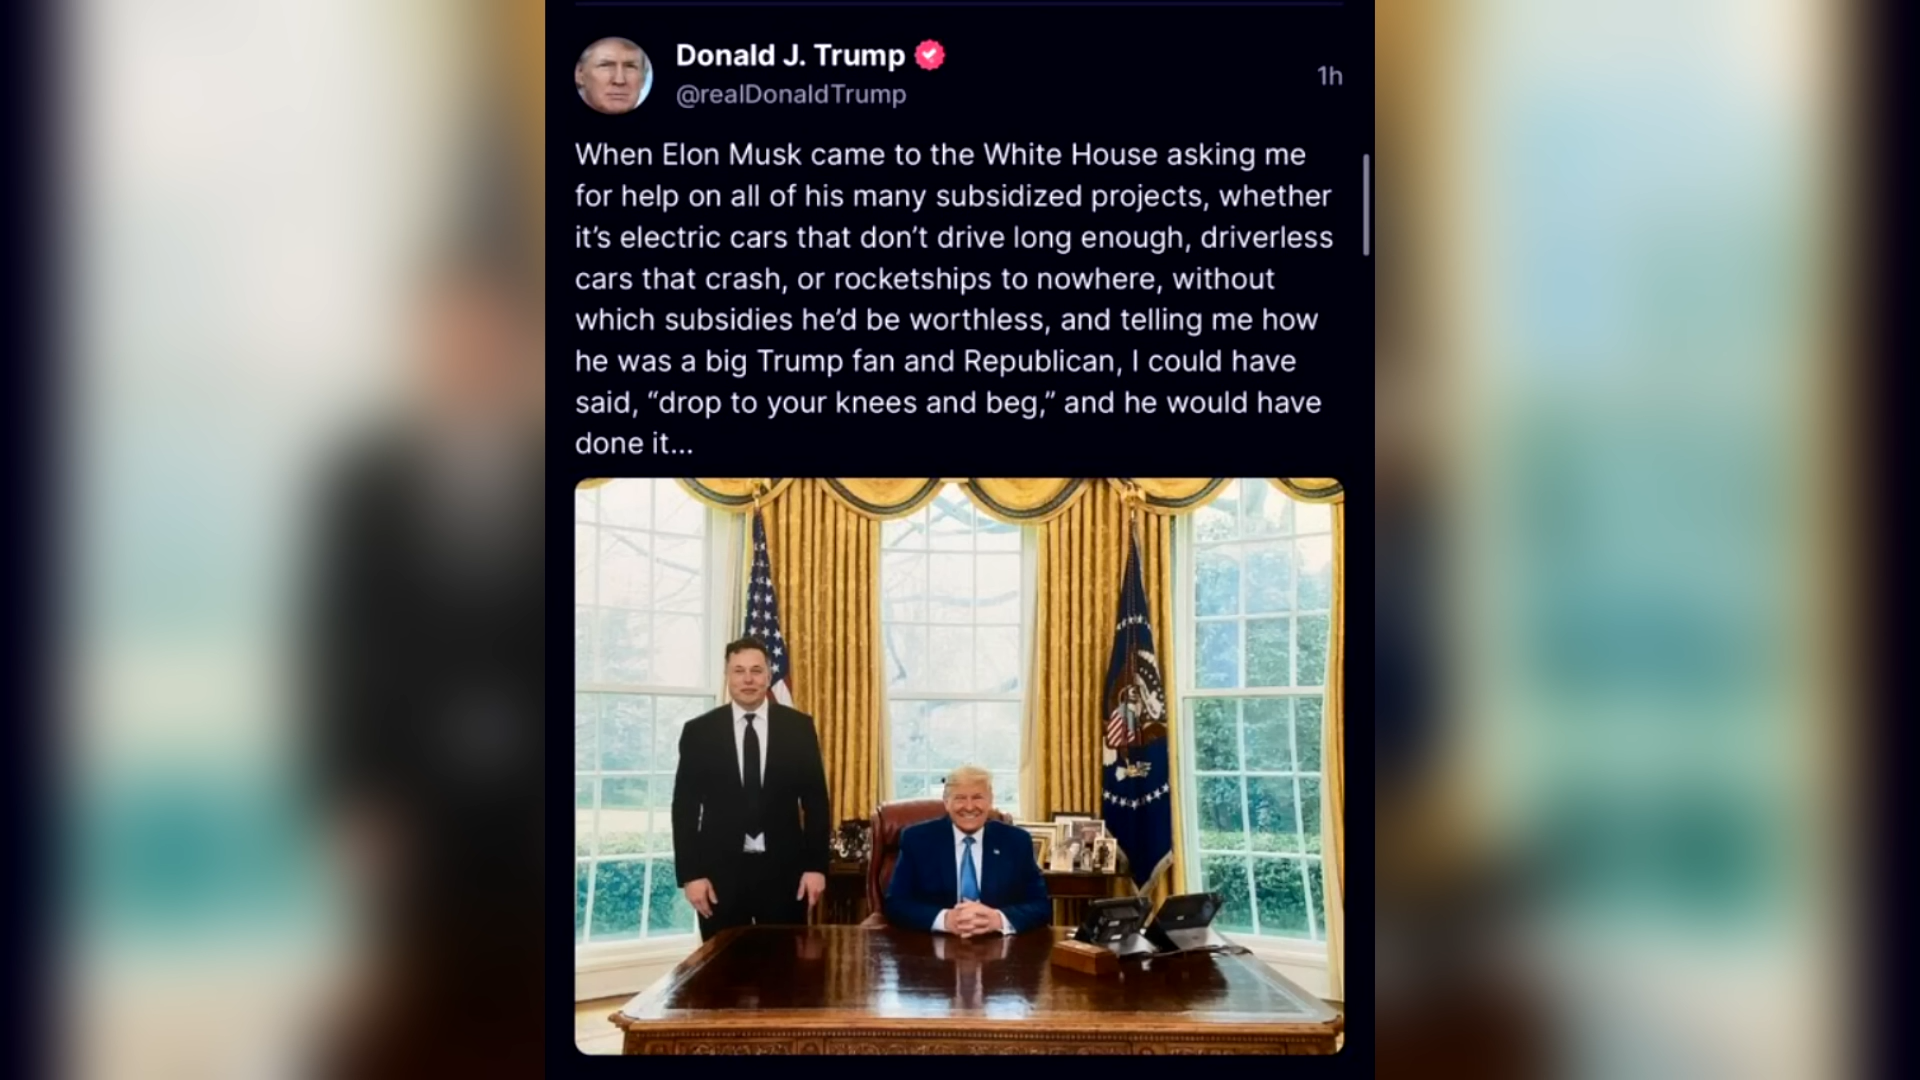 Donald J. Trump
@realDonaldTrump
1h
When Elon Musk came to the White House asking me
for help on all of his many subsidized projects, whether
it’s electric cars that don’t drive long enough, driverless
cars that crash, or rocketships to nowhere, without
which subsidies he’d be worthless, and telling me how
he was a big Trump fan and Republican, I could have
said, “drop to your knees and beg,” and he would have
done it...